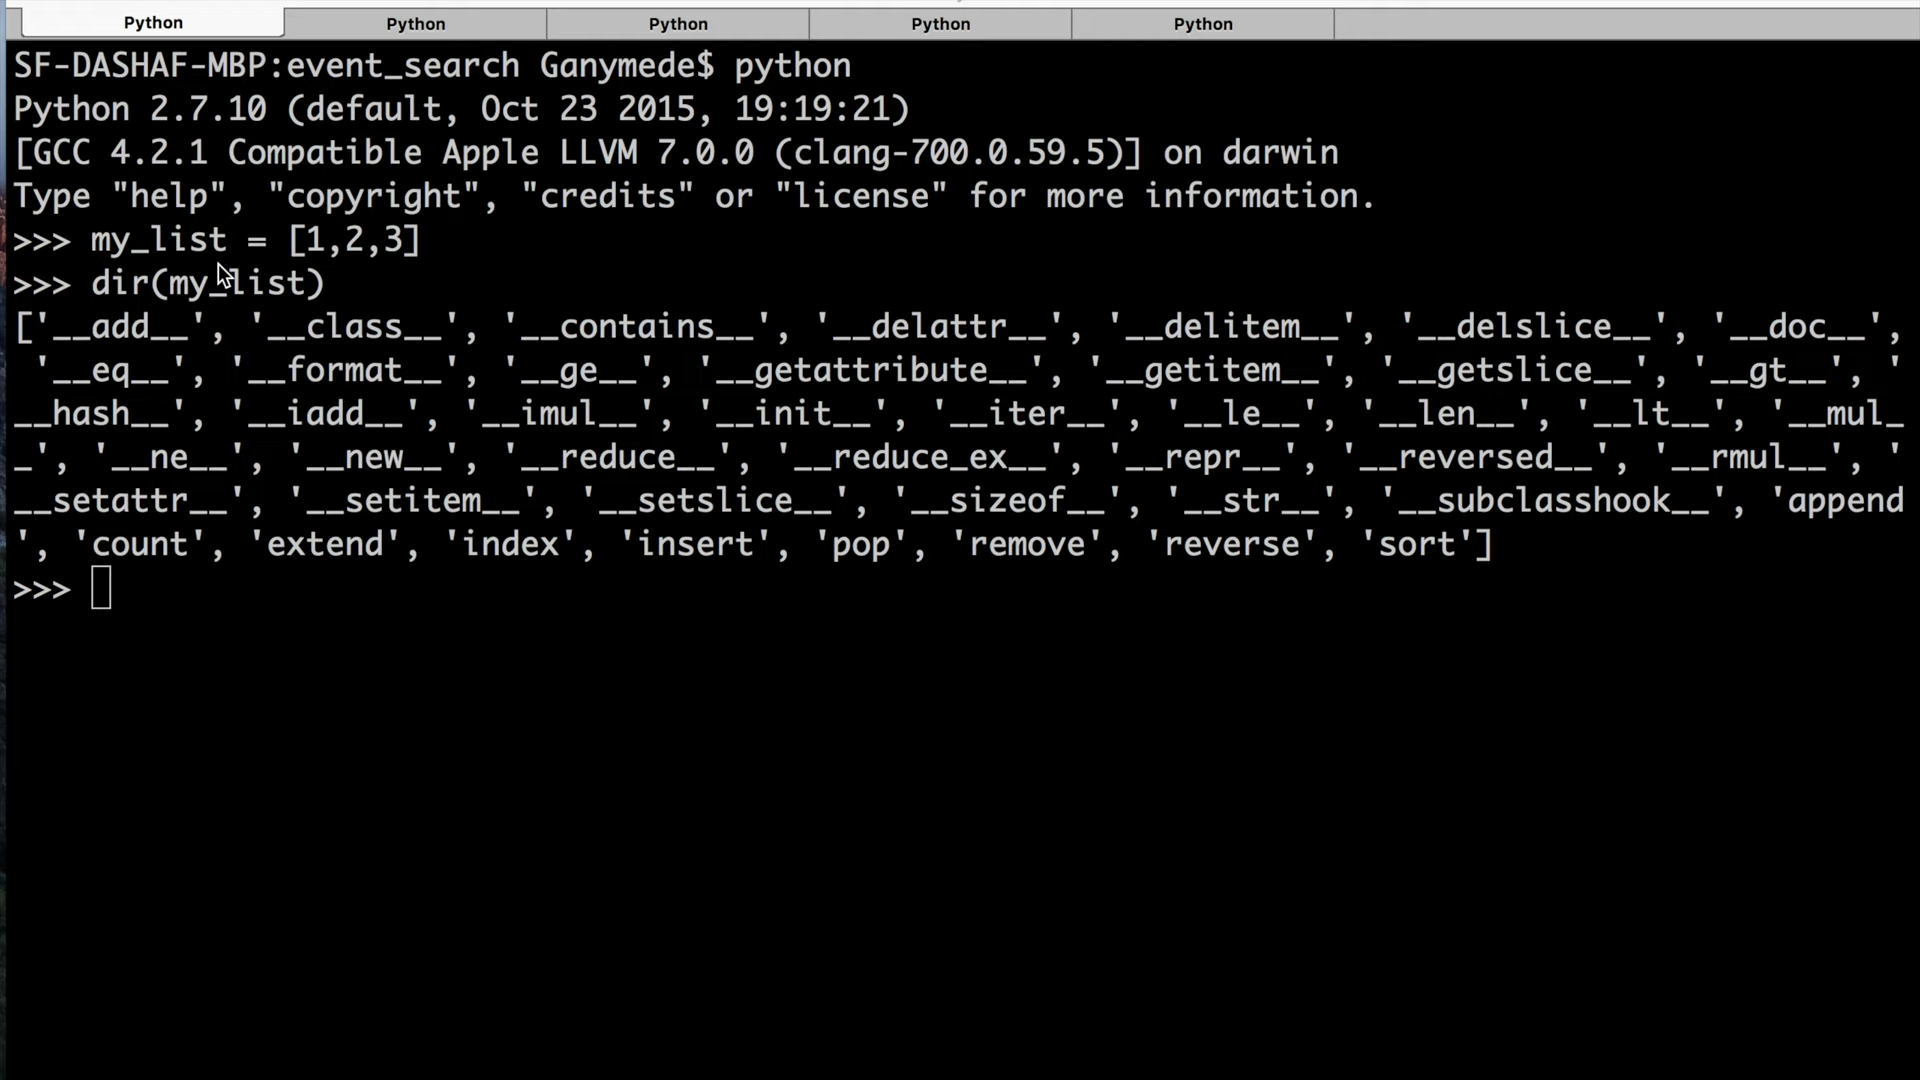 Python Python Python Python Python
SF-DASHAF-MBP:event_search Ganymede$ python
Python 2.7.10 (default, Oct 23 2015, 19:19:21)
[GCC 4.2.1 Compatible Apple LLVM 7.0.0 (clang-700.0.59.5)] on darwin
Type "help", "copyright", "credits" or "license" for more information.
>>> my_list = [1,2,3]
>>> dir(my_list)
['__add__', '__class__', '__contains__', '__delattr__', '__delitem__', '__delslice__', '__doc__',
'__eq__', '__format__', '__ge__', '__getattribute__', '__getitem__', '__getslice__', '__gt__', '
__hash__', '__iadd__', '__imul__', '__init__', '__iter__', '__le__', '__len__', '__lt__', '__mul_
_', '__ne__', '__new__', '__reduce__', '__reduce_ex__', '__repr__', '__reversed__', '__rmul__', '
__setattr__', '__setitem__', '__setslice__', '__sizeof__', '__str__', '__subclasshook__', 'append
', 'count', 'extend', 'index', 'insert', 'pop', 'remove', 'reverse', 'sort']
>>>